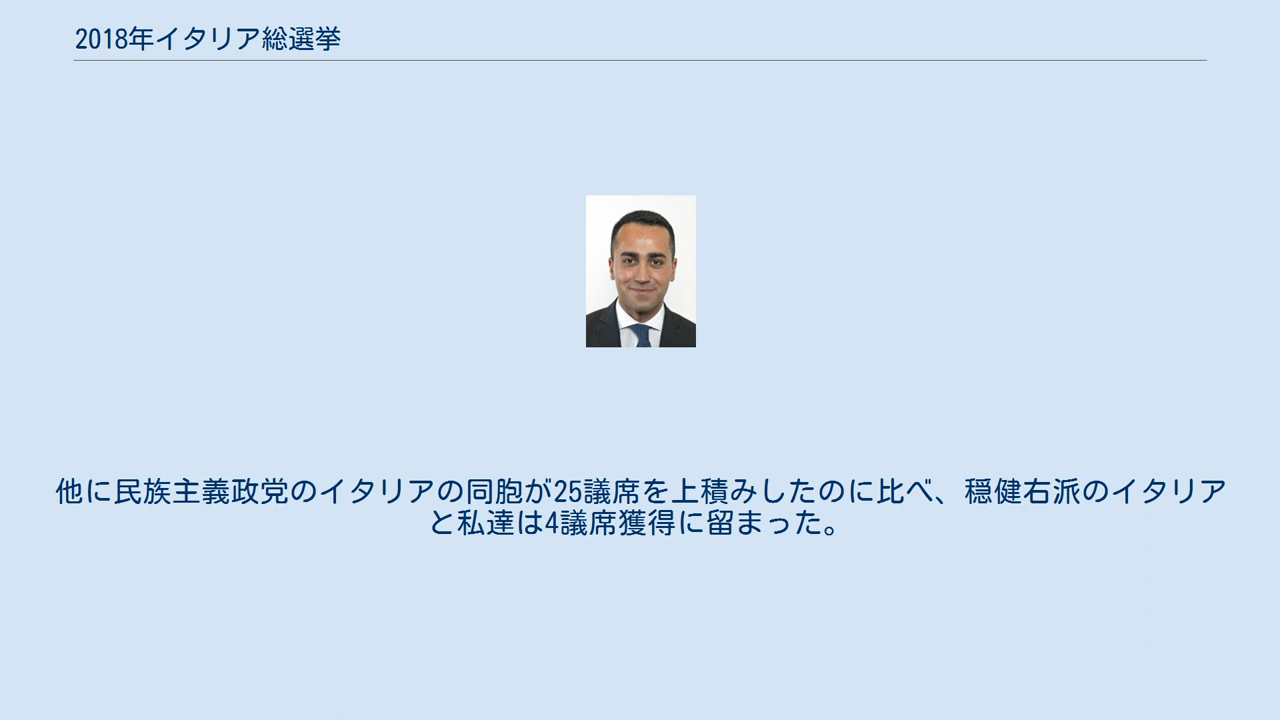 2018年イタリア総選挙
他に民族主義政党のイタリアの同胞が25議席を上積みしたのに比べ、穏健右派のイタリア
と私達は4議席獲得に留まった。